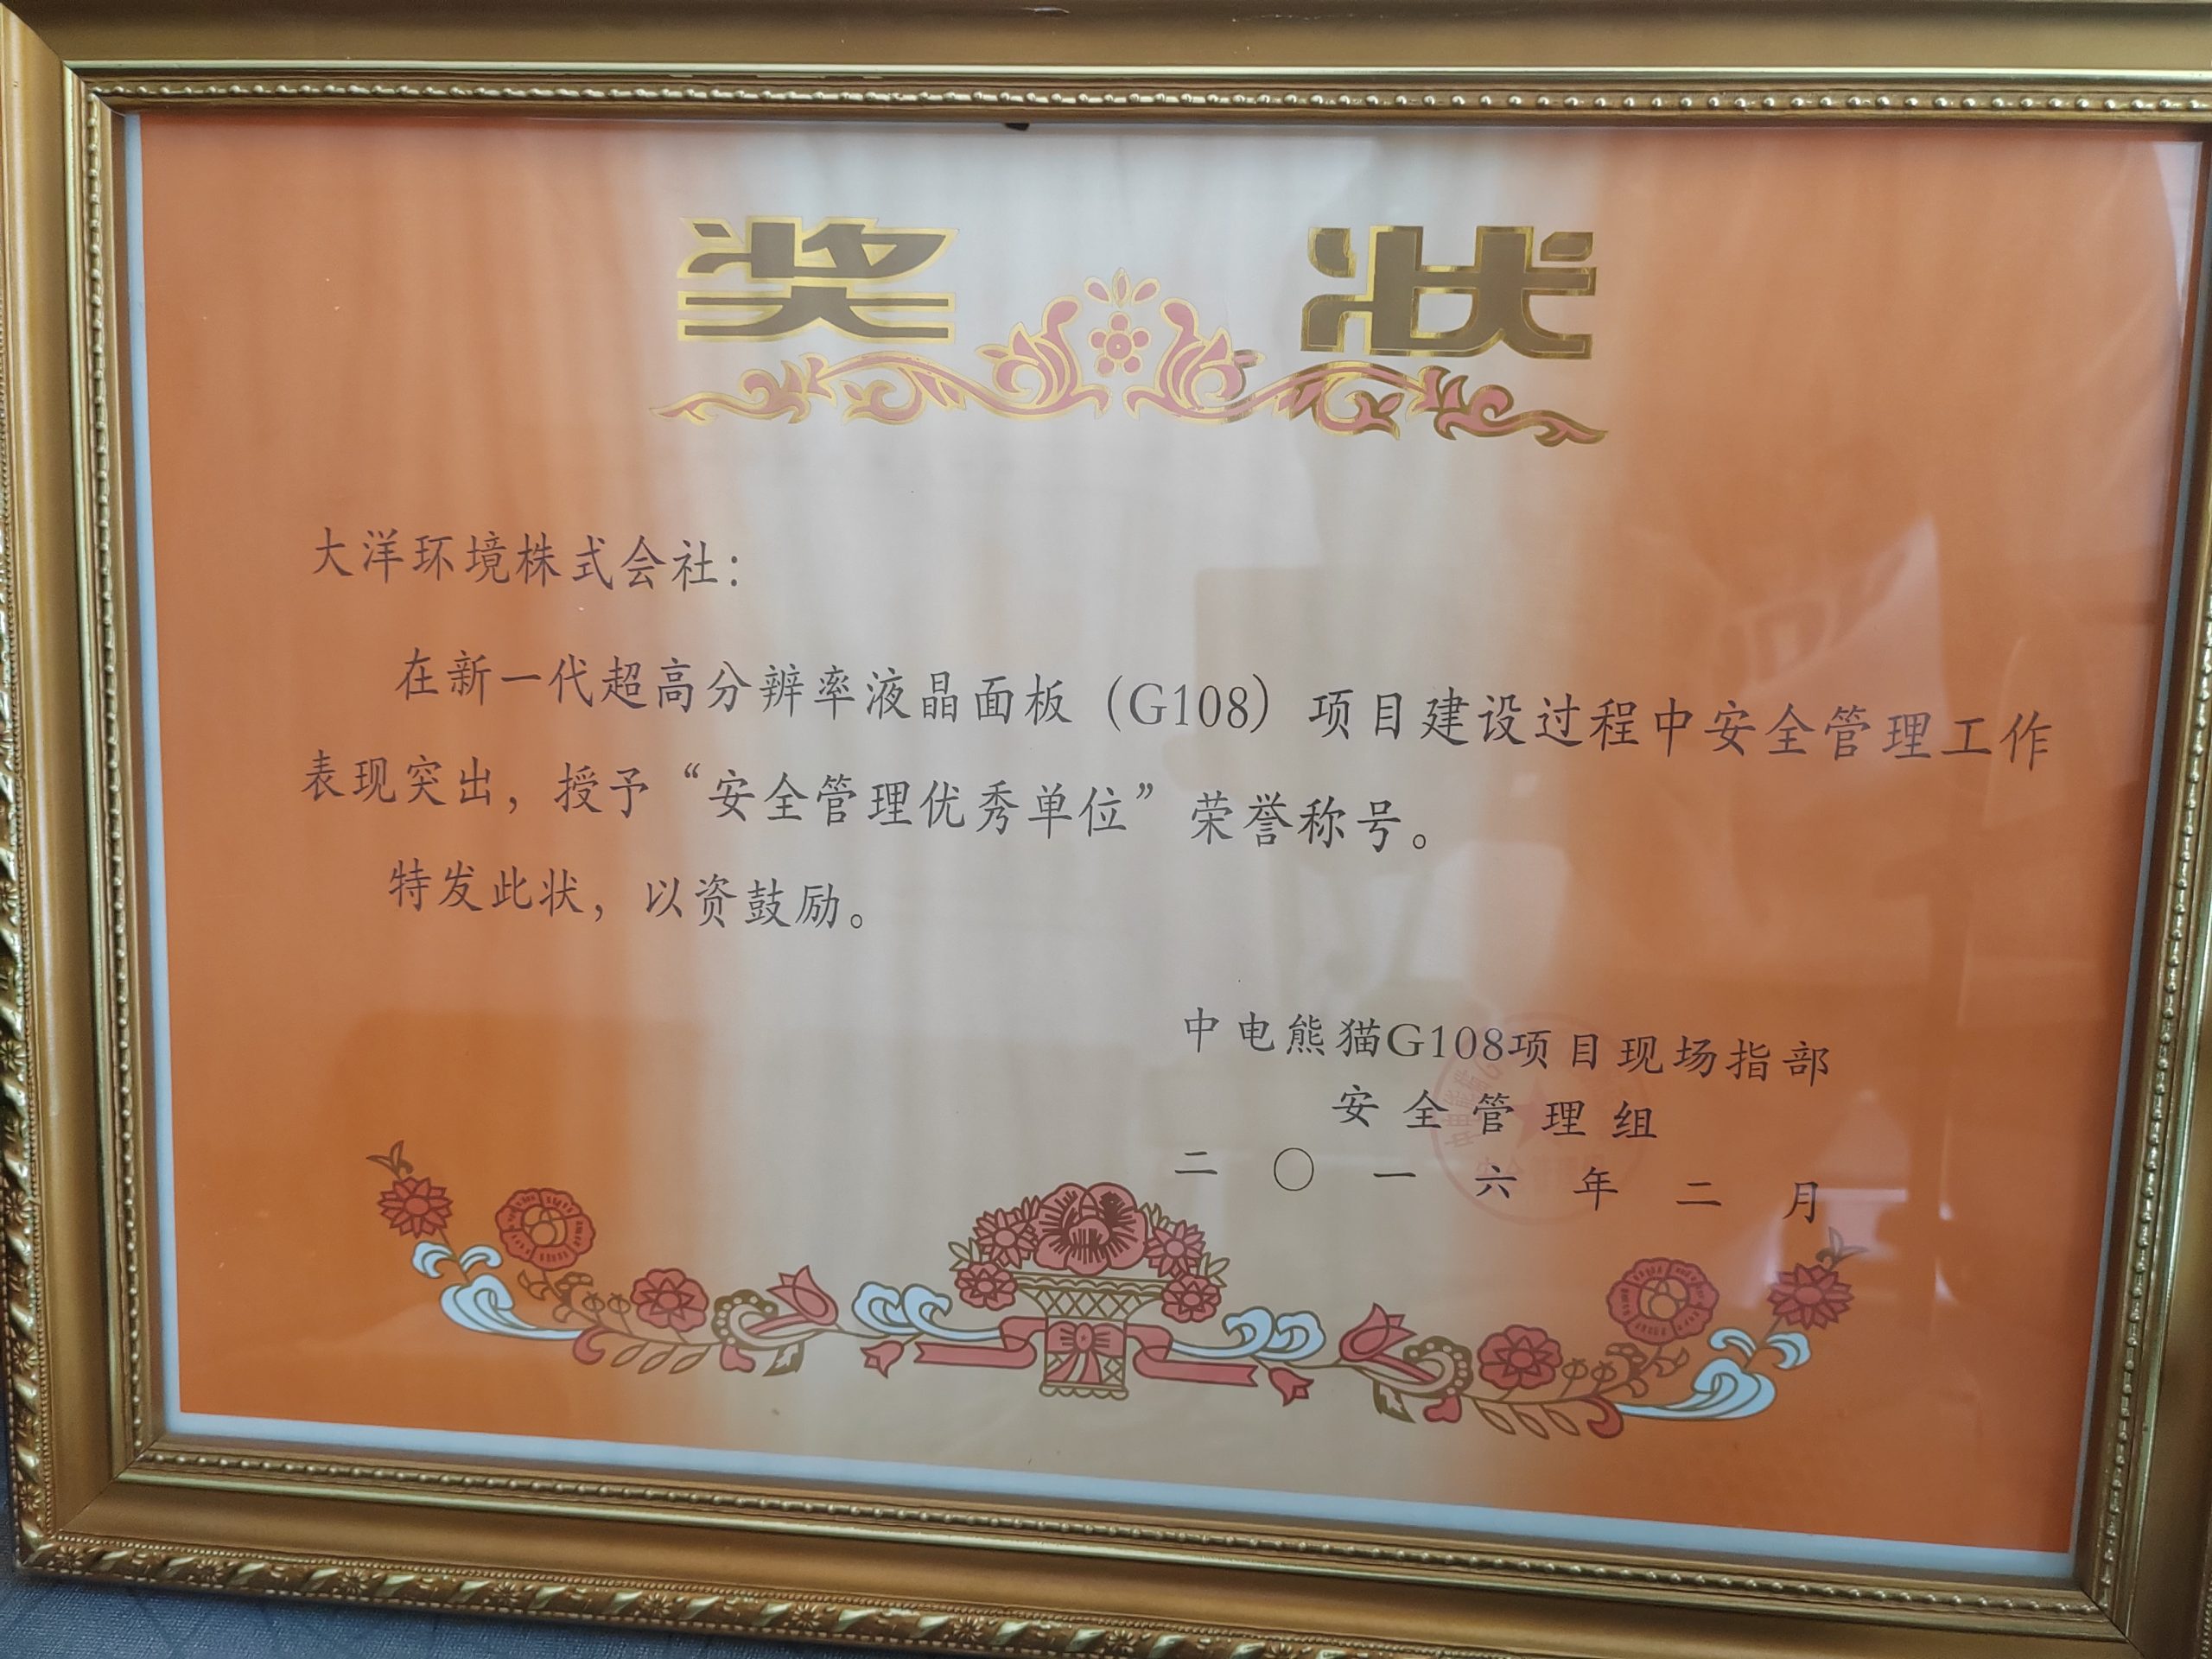 奖状
大洋环境株式会社：
在新一代超高分辨率液晶面板（G108）项目建设过程中安全管理工作
表现突出，授予“安全管理优秀单位”荣誉称号。
特发此状，以资鼓励。
中电熊猫G108项目现场指部
安全管理组
二〇一六年二月